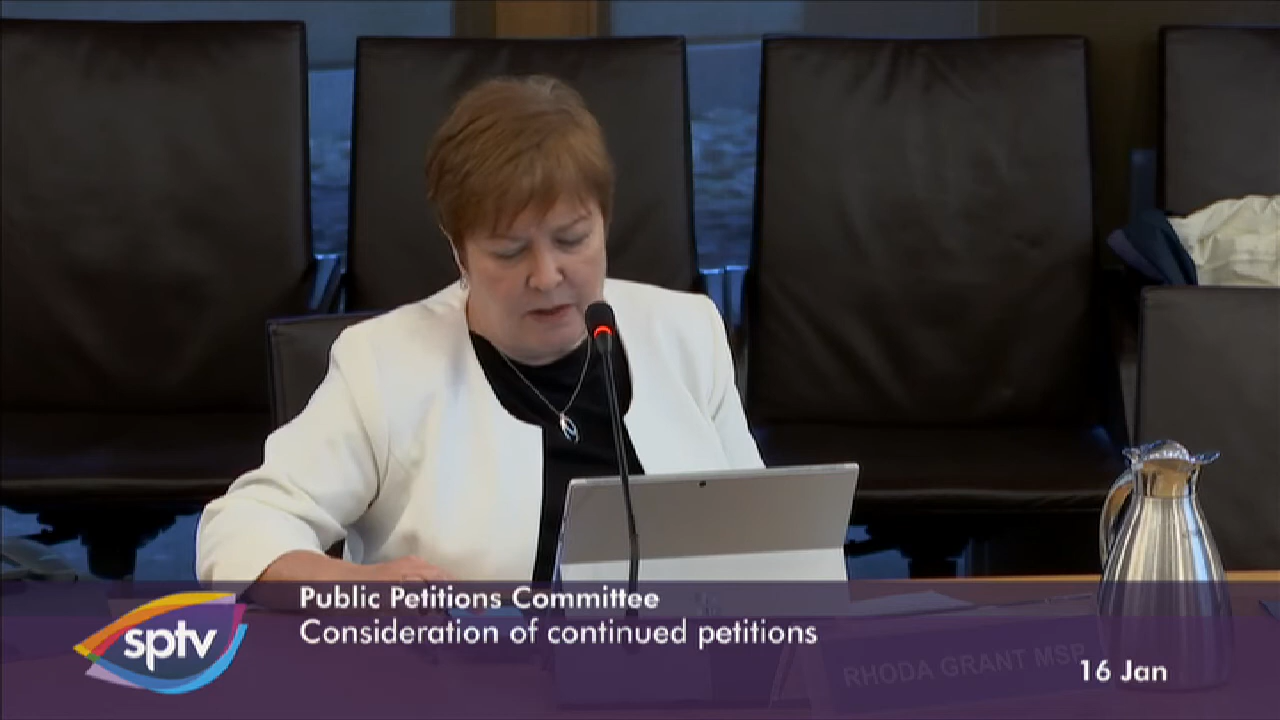 Public Petitions Committee
Consideration of continued petitions
sptv
RHODA GRANT MSP
16 Jan